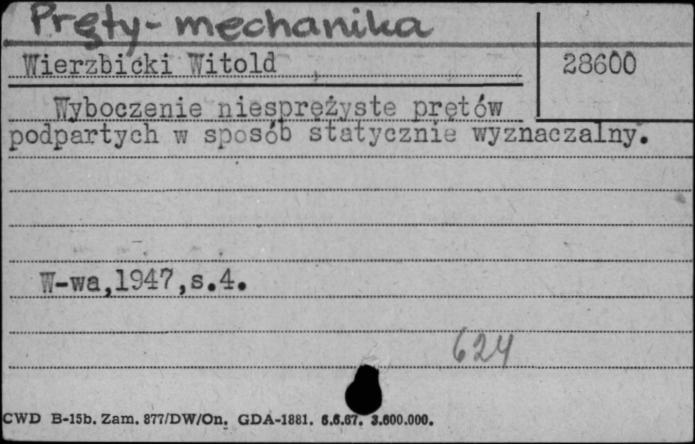 Pręty - mechanika
Wierzbicki Witold
28600
Wyboczenie niesprężyste prętów
podpartych w sposób statycznie wyznaczalny.
W-wa,1947,s.4.
624
CWD B-15b. Zam. 877/DW/On. GDA-1881. 6.6.67. 3.600.000.